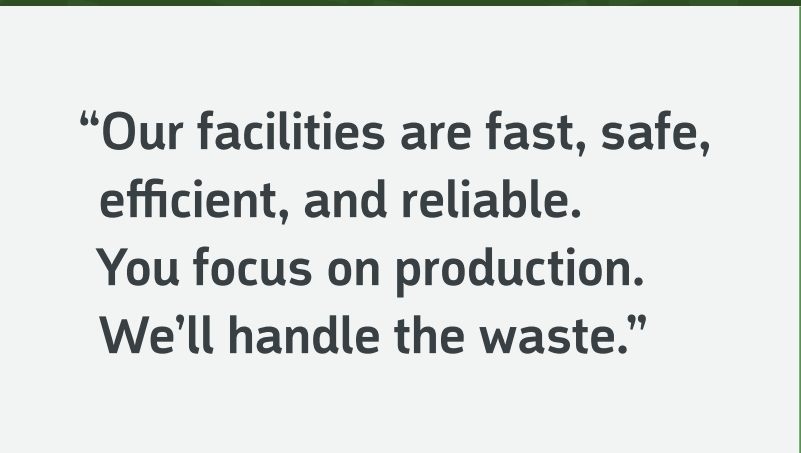 “Our facilities are fast, safe,
efficient, and reliable.
You focus on production.
We’ll handle the waste.”